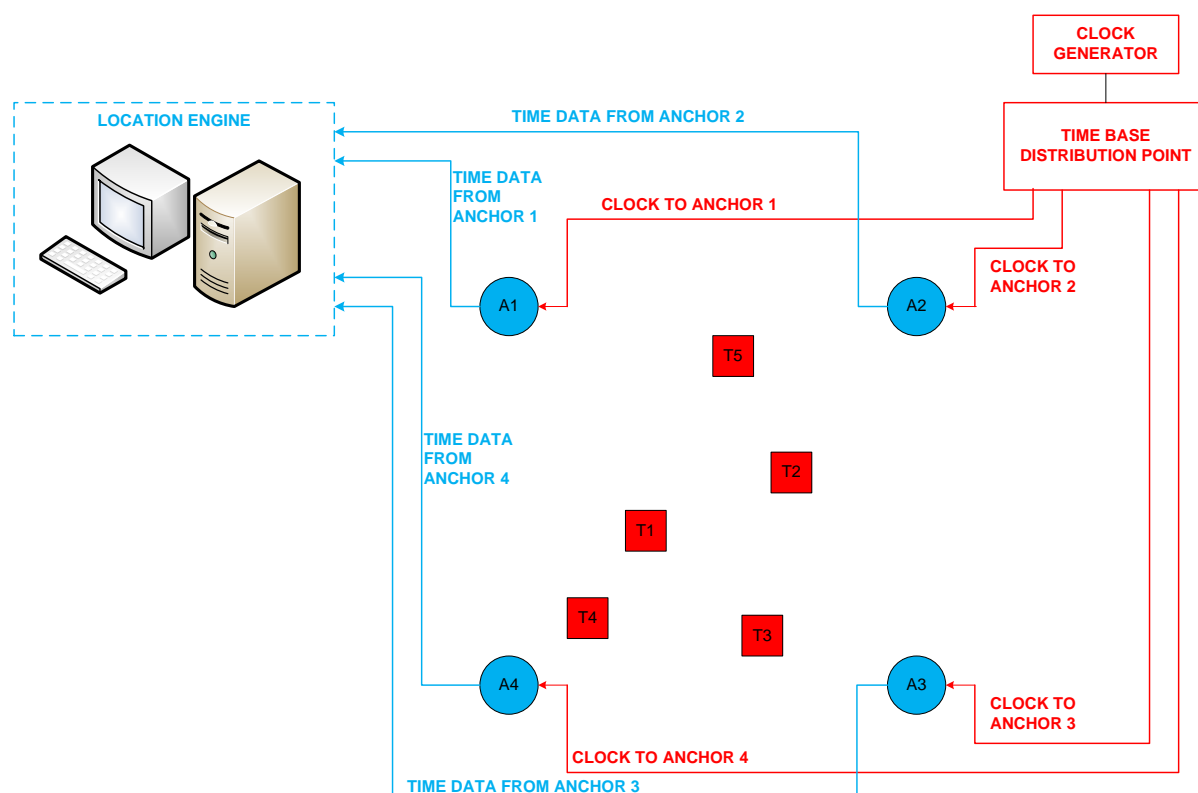 CLOCK
GENERATOR
LOCATION ENGINE
TIME DATA FROM ANCHOR 2
TIME BASE
DISTRIBUTION POINT
TIME DATA
FROM
ANCHOR 1
CLOCK TO ANCHOR 1
CLOCK TO
ANCHOR 2
A1
A2
T5
TIME DATA
FROM
ANCHOR 4
T2
T1
T4
T3
A4
A3
CLOCK TO
ANCHOR 3
CLOCK TO ANCHOR 4
TIME DATA FROM ANCHOR 3